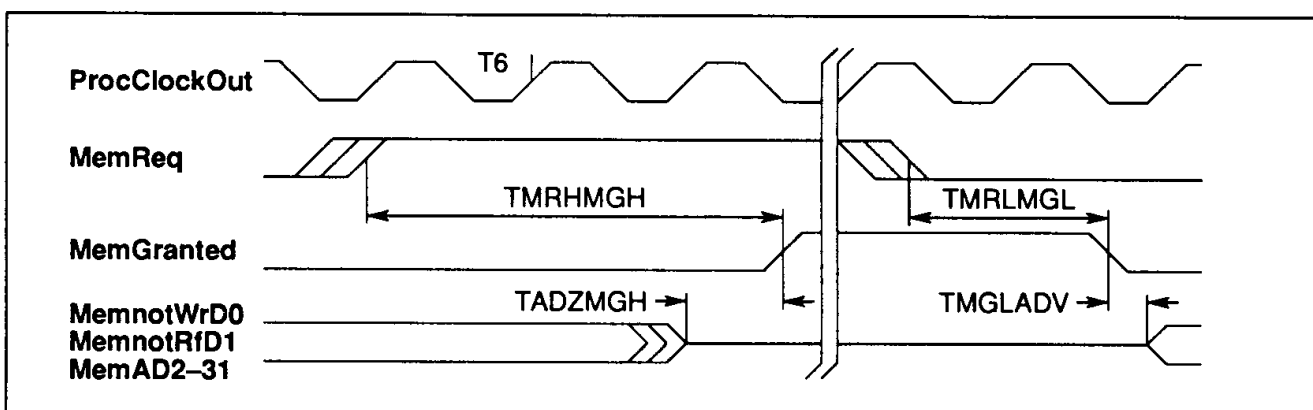 T6
ProcClockOut
MemReq
TMRHMGH
TMRLMGL
MemGranted
TADZMGH
TMGLADV
MemnotWrD0
MemnotRfD1
MemAD2–31